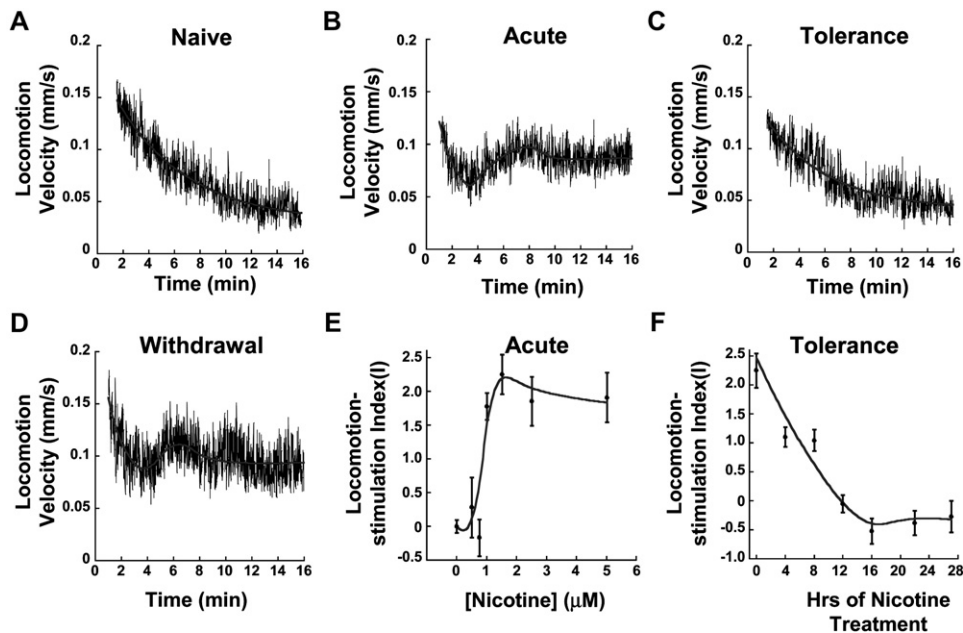 A
Naive
Locomotion
Velocity (mm/s)
0.2
0.15
0.1
0.05
0
0 2 4 6 8 10 12 14 16
Time (min)
B
Acute
Locomotion
Velocity (mm/s)
0.2
0.15
0.1
0.05
0
0 2 4 6 8 10 12 14 16
Time (min)
C
Tolerance
Locomotion
Velocity (mm/s)
0.2
0.15
0.1
0.05
0
0 2 4 6 8 10 12 14 16
Time (min)
D
Withdrawal
Locomotion
Velocity (mm/s)
0.2
0.15
0.1
0.05
0
0 2 4 6 8 10 12 14 16
Time (min)
E
Acute
Locomotion-
stimulation Index(I)
2.5
2.0
1.5
1.0
0.5
0
-0.5
0 1 2 3 4 5 6
[Nicotine] (μM)
F
Tolerance
Locomotion-
stimulation Index(I)
2.5
2.0
1.5
1.0
0.5
0
-0.5
-1.0
0 4 8 12 16 20 24 28
Hrs of Nicotine
Treatment